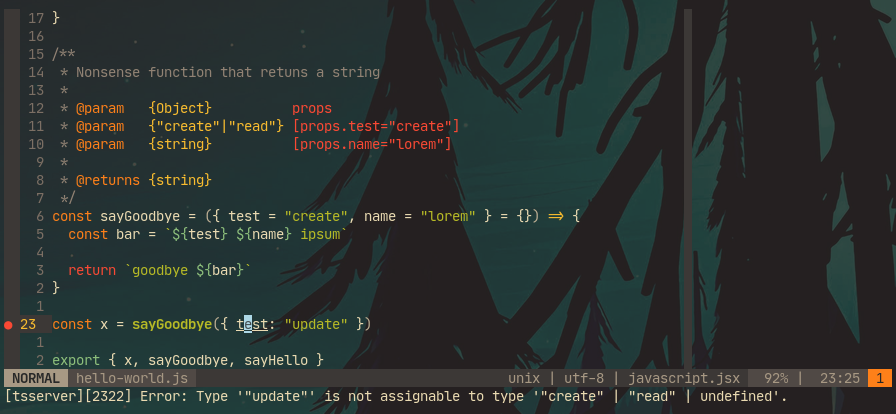 17 }
16
15 /**
14  * Nonsense function that retuns a string
13  *
12  * @param   {Object}          props
11  * @param   {"create"|"read"} [props.test="create"]
10  * @param   {string}          [props.name="lorem"]
9  *
8  * @returns {string}
7  */
6 const sayGoodbye = ({ test = "create", name = "lorem" } = {}) => {
5   const bar = `${test} ${name} ipsum`
4
3   return `goodbye ${bar}`
2 }
1
23 const x = sayGoodbye({ test: "update" })
1
2 export { x, sayGoodbye, sayHello }
NORMAL hello-world.js unix | utf-8 | javascript.jsx 92% | 23:25 1
[tsserver][2322] Error: Type '"update"' is not assignable to type '"create" | "read" | undefined'.